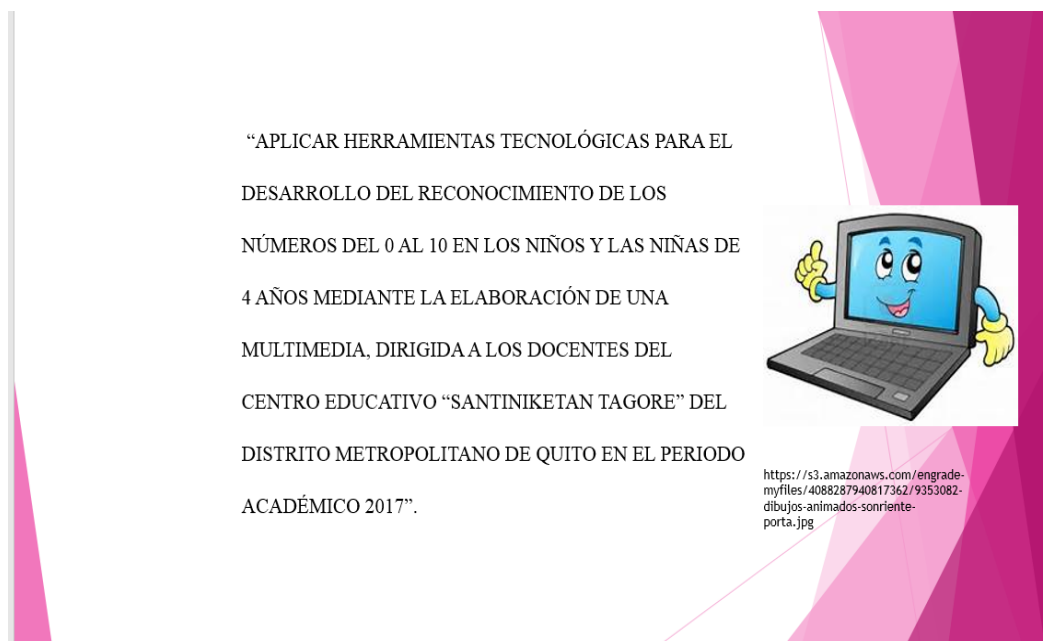 “APLICAR HERRAMIENTAS TECNOLÓGICAS PARA EL
DESARROLLO DEL RECONOCIMIENTO DE LOS
NÚMEROS DEL 0 AL 10 EN LOS NIÑOS Y LAS NIÑAS DE
4 AÑOS MEDIANTE LA ELABORACIÓN DE UNA
MULTIMEDIA, DIRIGIDA A LOS DOCENTES DEL
CENTRO EDUCATIVO “SANTINIKETAN TAGORE” DEL
DISTRITO METROPOLITANO DE QUITO EN EL PERIODO
ACADÉMICO 2017”.
https://s3.amazonaws.com/engrade-
myfiles/4088287940817362/9353082-
dibujos-animados-sonriente-
porta.jpg